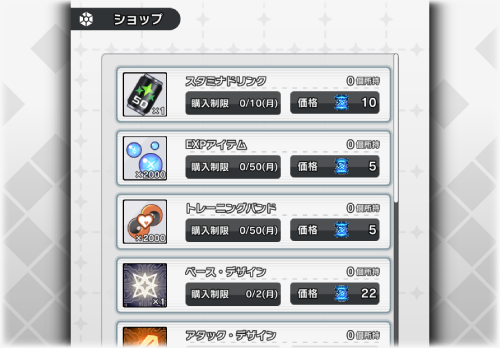 ショップ
スタミナドリンク 0 個所持
50 ×1 購入制限 0/10(月) 価格 10
EXPアイテム 0 個所持
×2000 購入制限 0/50(月) 価格 5
トレーニングバンド 0 個所持
×2000 購入制限 0/50(月) 価格 5
ベース・デザイン 0 個所持
×1 購入制限 0/2(月) 価格 22
アタック・デザイン 0 個所持